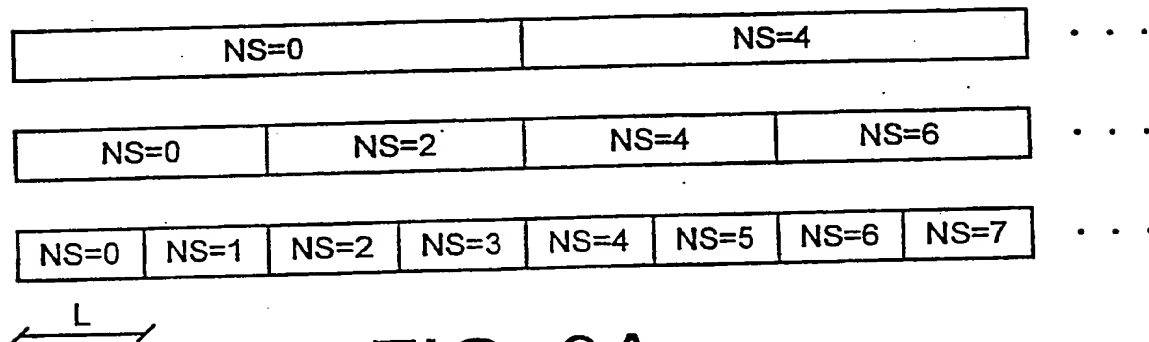 NS=0 NS=4 . . .
NS=0 NS=2 NS=4 NS=6 . . .
NS=0 NS=1 NS=2 NS=3 NS=4 NS=5 NS=6 NS=7 . . .
L